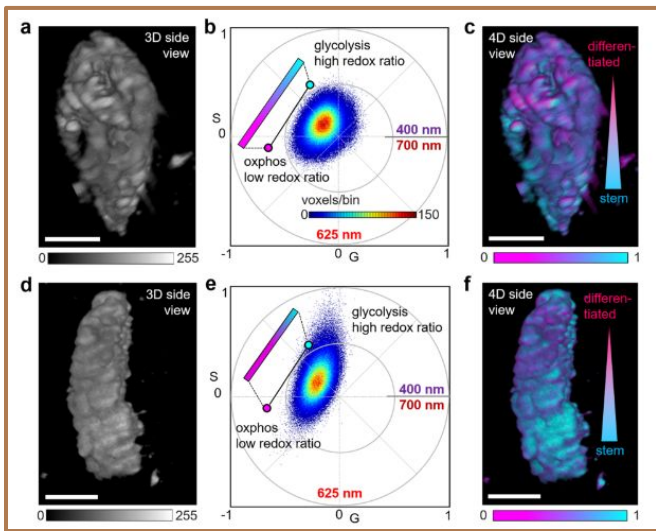 a
3D side
view
0
255
b
1
glycolysis
high redox ratio
S
0
400 nm
700 nm
oxphos
low redox ratio
voxels/bin
0
150
625 nm
-1
0
G
1
c
4D side
view
differen-
tiated
stem
0
1
d
3D side
view
0
255
e
1
glycolysis
high redox ratio
S
0
400 nm
700 nm
oxphos
low redox ratio
625 nm
-1
0
G
1
f
4D side
view
differen-
tiated
stem
0
1